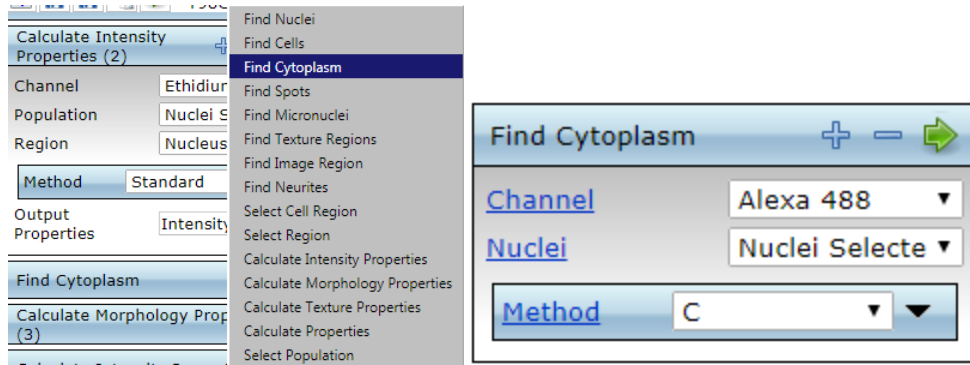 Calculate Intensity
Properties (2)
Channel
Ethidiur
Population
Nuclei S
Region
Nucleus
Method
Standard
Output
Properties
Intensity
Find Cytoplasm
Calculate Morphology Prop
(3)
Find Nuclei
Find Cells
Find Cytoplasm
Find Spots
Find Micronuclei
Find Texture Regions
Find Image Region
Find Neurites
Select Cell Region
Select Region
Calculate Intensity Properties
Calculate Morphology Properties
Calculate Texture Properties
Calculate Properties
Select Population
Find Cytoplasm
Channel
Alexa 488
Nuclei
Nuclei Selecte
Method
C